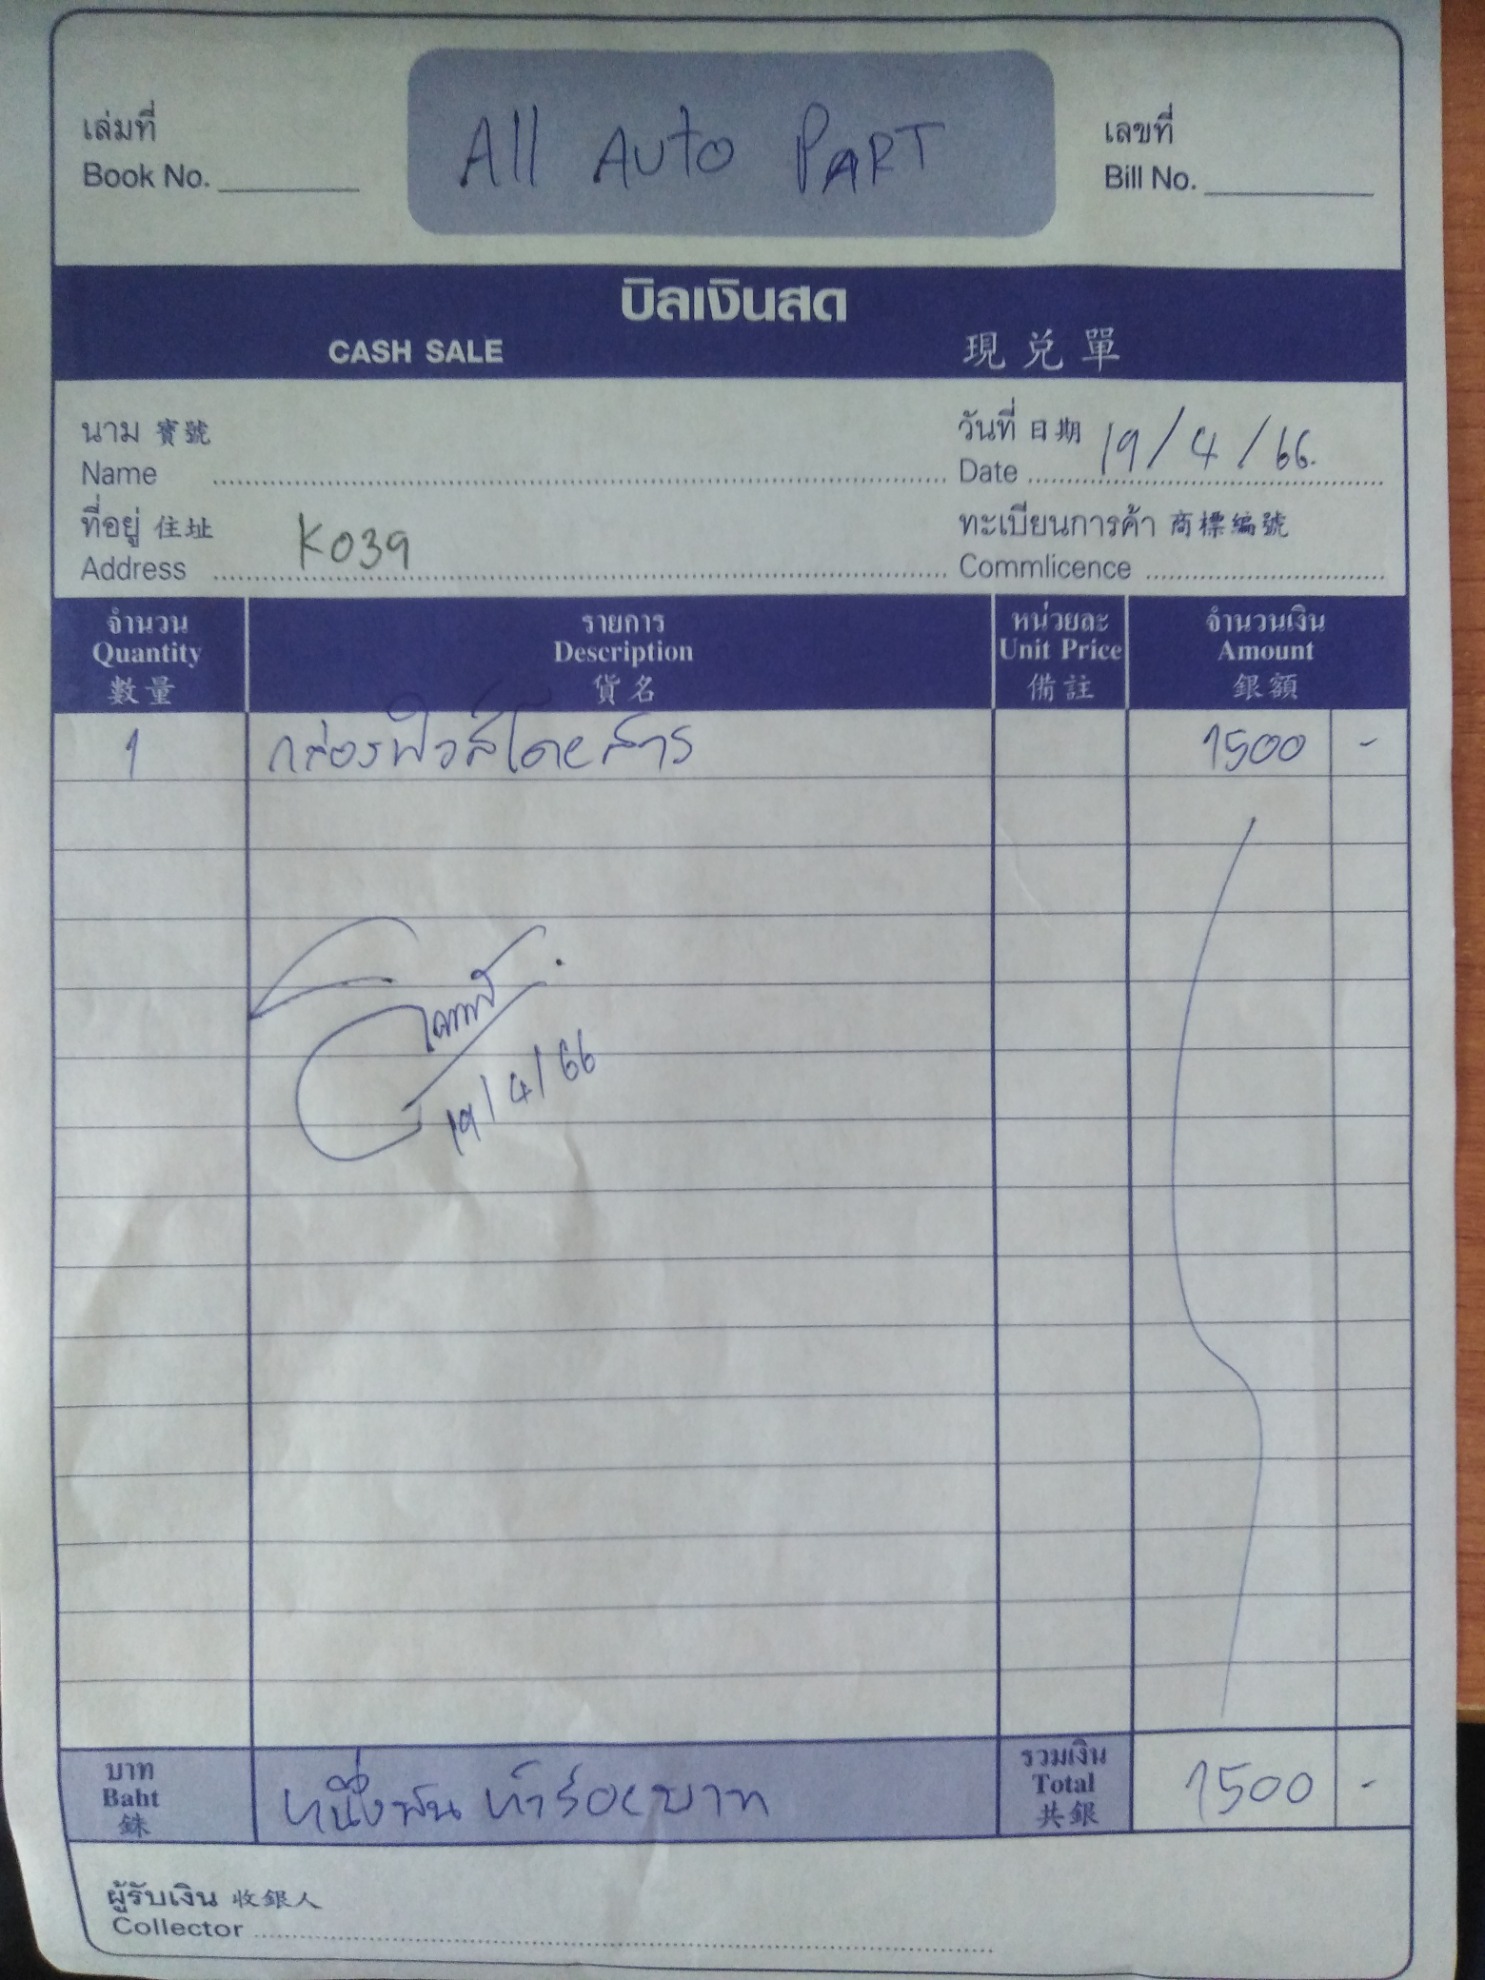 เล่มที่
Book No.
All AUTO PART
เลขที่
Bill No.
บิลเงินสด
CASH SALE
現兌單
นาม 寶號
Name
วันที่ 日期 19/4/66.
Date
ที่อยู่ 住址 K039
Address
ทะเบียนการค้า 商標編號
Commlicence
จำนวน
Quantity
數量
รายการ
Description
貨名
หน่วยละ
Unit Price
備註
จำนวนเงิน
Amount
銀額
1 กล่องฟิวส์โดยสาร 1500 -
19/4/66
บาท
Baht
銖
หนึ่งพันห้าร้อยบาท
รวมเงิน
Total
共銀
1500 -
ผู้รับเงิน 收銀人
Collector